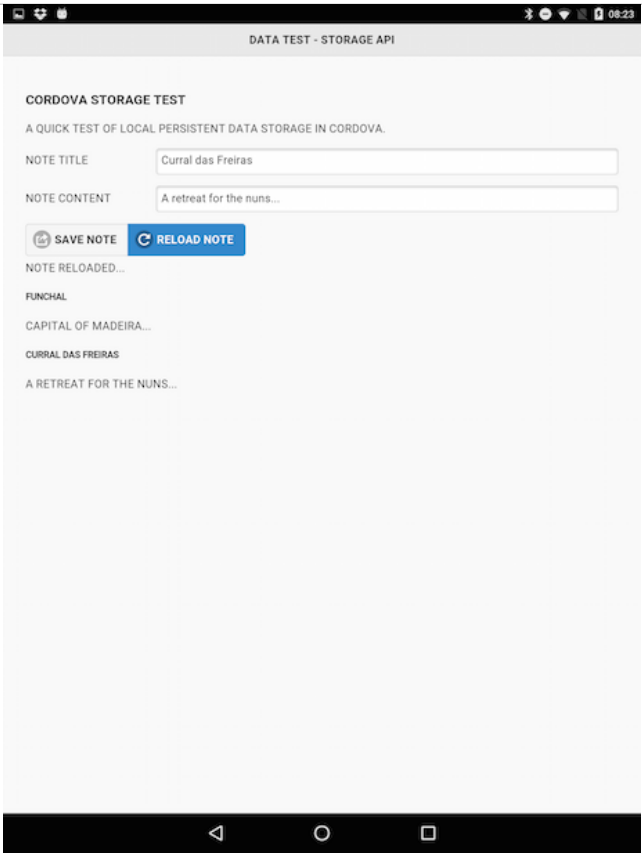 08:23
DATA TEST - STORAGE API
CORDOVA STORAGE TEST
A QUICK TEST OF LOCAL PERSISTENT DATA STORAGE IN CORDOVA.
NOTE TITLE Curral das Freiras
NOTE CONTENT A retreat for the nuns...
SAVE NOTE RELOAD NOTE
NOTE RELOADED...
FUNCHAL
CAPITAL OF MADEIRA...
CURRAL DAS FREIRAS
A RETREAT FOR THE NUNS...